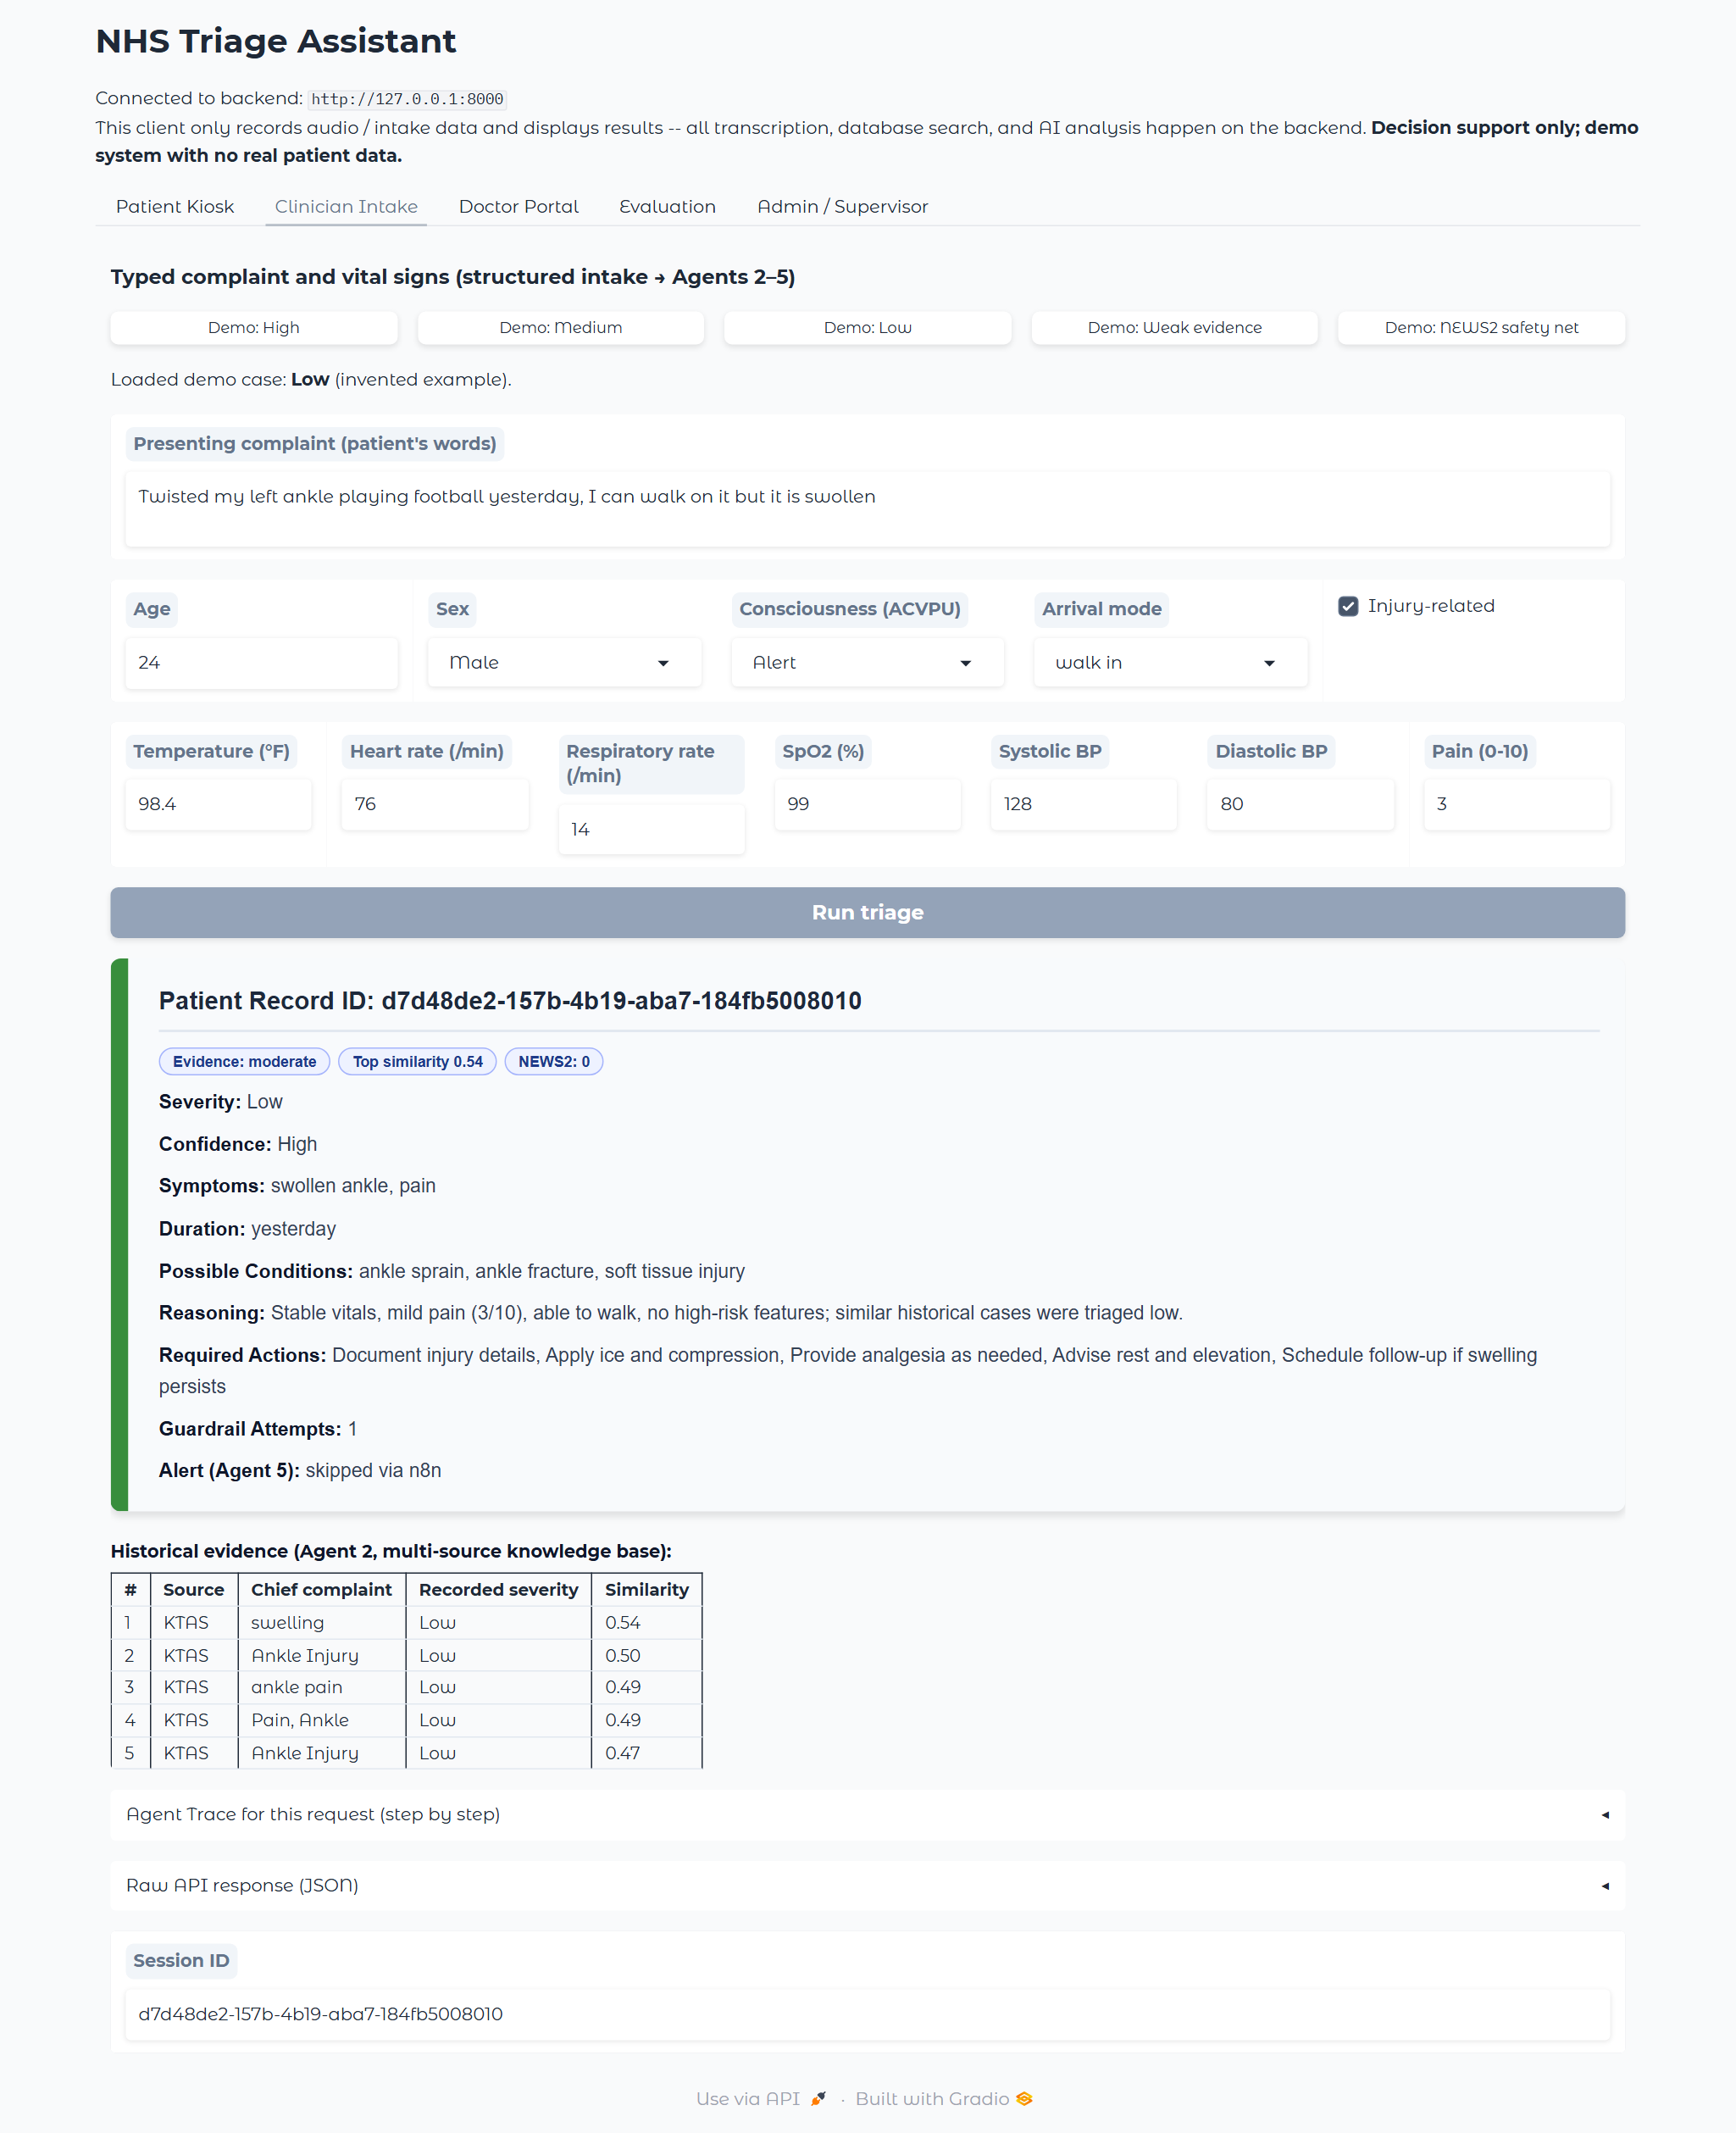 NHS Triage Assistant
Connected to backend: http://127.0.0.1:8000
This client only records audio / intake data and displays results -- all transcription, database search, and AI analysis happen on the backend. Decision support only; demo
system with no real patient data.
Patient Kiosk Clinician Intake Doctor Portal Evaluation Admin / Supervisor
Typed complaint and vital signs (structured intake → Agents 2–5)
Demo: High Demo: Medium Demo: Low Demo: Weak evidence Demo: NEWS2 safety net
Loaded demo case: Low (invented example).
Presenting complaint (patient's words)
Twisted my left ankle playing football yesterday, I can walk on it but it is swollen
Age Sex Consciousness (ACVPU) Arrival mode Injury-related
24 Male Alert walk in
Temperature (°F) Heart rate (/min) Respiratory rate SpO2 (%) Systolic BP Diastolic BP Pain (0-10)
(/min)
98.4 76 14 99 128 80 3
Run triage
Patient Record ID: d7d48de2-157b-4b19-aba7-184fb5008010
Evidence: moderate Top similarity 0.54 NEWS2: 0
Severity: Low
Confidence: High
Symptoms: swollen ankle, pain
Duration: yesterday
Possible Conditions: ankle sprain, ankle fracture, soft tissue injury
Reasoning: Stable vitals, mild pain (3/10), able to walk, no high-risk features; similar historical cases were triaged low.
Required Actions: Document injury details, Apply ice and compression, Provide analgesia as needed, Advise rest and elevation, Schedule follow-up if swelling
persists
Guardrail Attempts: 1
Alert (Agent 5): skipped via n8n
Historical evidence (Agent 2, multi-source knowledge base):
# Source Chief complaint Recorded severity Similarity
1 KTAS swelling Low 0.54
2 KTAS Ankle Injury Low 0.50
3 KTAS ankle pain Low 0.49
4 KTAS Pain, Ankle Low 0.49
5 KTAS Ankle Injury Low 0.47
Agent Trace for this request (step by step)
Raw API response (JSON)
Session ID
d7d48de2-157b-4b19-aba7-184fb5008010
Use via API · Built with Gradio